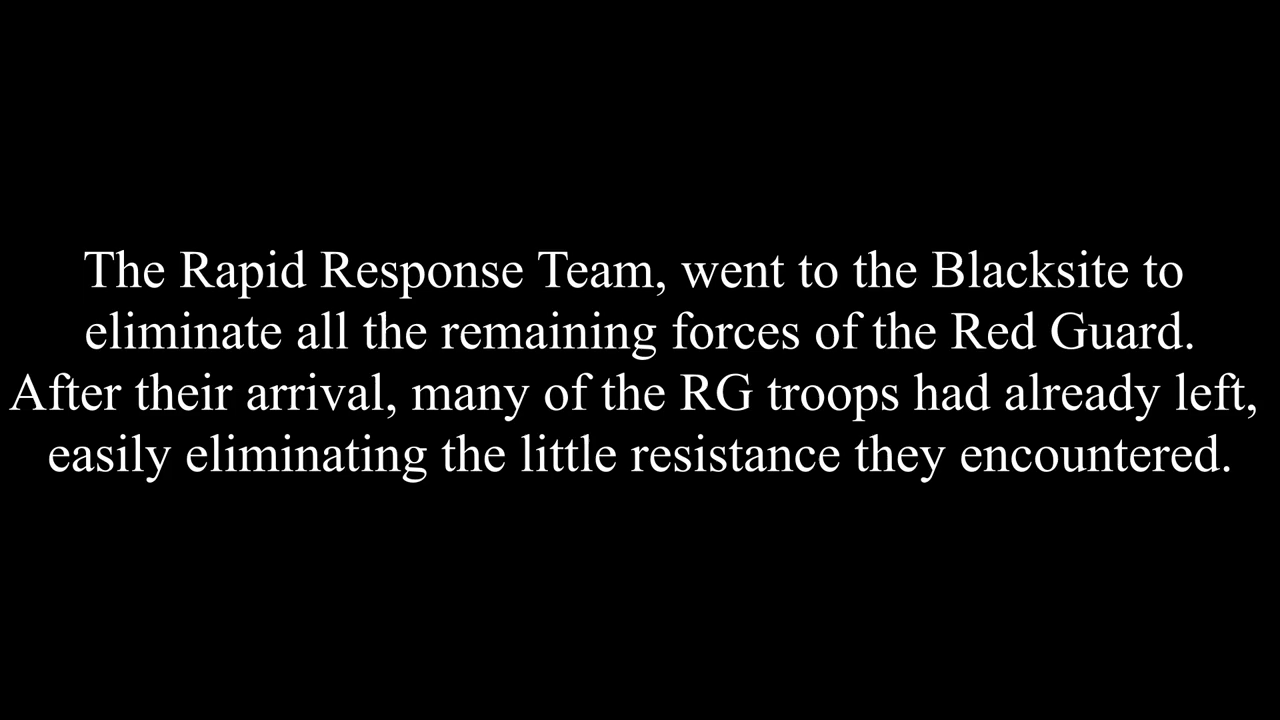 The Rapid Response Team, went to the Blacksite to
eliminate all the remaining forces of the Red Guard.
After their arrival, many of the RG troops had already left,
easily eliminating the little resistance they encountered.